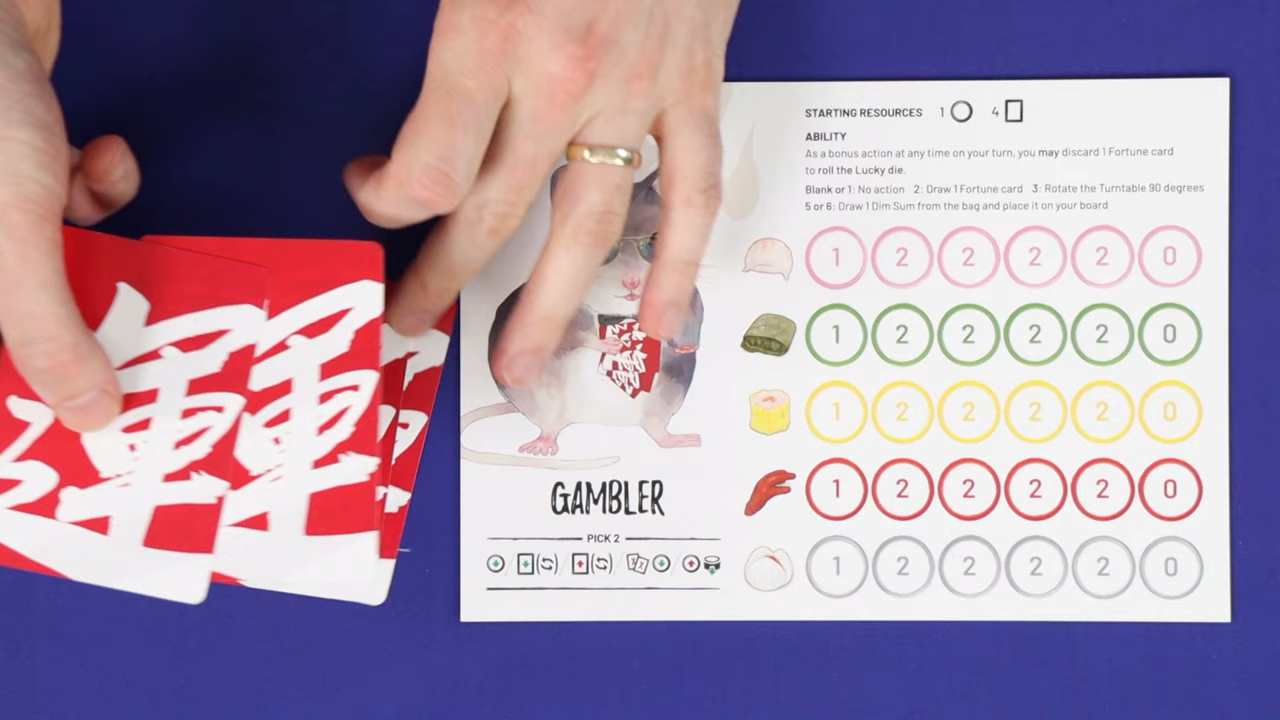 STARTING RESOURCES 1 4
ABILITY
As a bonus action at any time on your turn, you may discard 1 Fortune card
to roll the Lucky die.
Blank or 1: No action 2: Draw 1 Fortune card 3: Rotate the Turntable 90 degrees
5 or 6: Draw 1 Dim Sum from the bag and place it on your board
1 2 2 2 2 0
1 2 2 2 2 0
1 2 2 2 2 0
1 2 2 2 2 0
1 2 2 2 2 0
GAMBLER
PICK 2
運
運